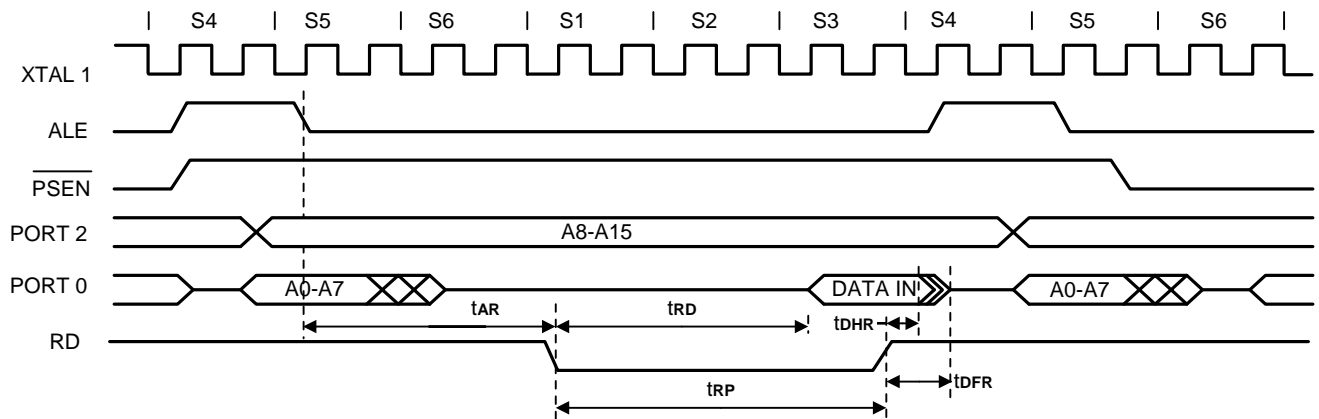 | S4 | S5 | S6 | S1 | S2 | S3 | S4 | S5 | S6 |
XTAL 1
ALE
PSEN
PORT 2
A8-A15
PORT 0
A0-A7
DATA IN
A0-A7
tAR
tRD
tDHR
RD
tRP
tDFR